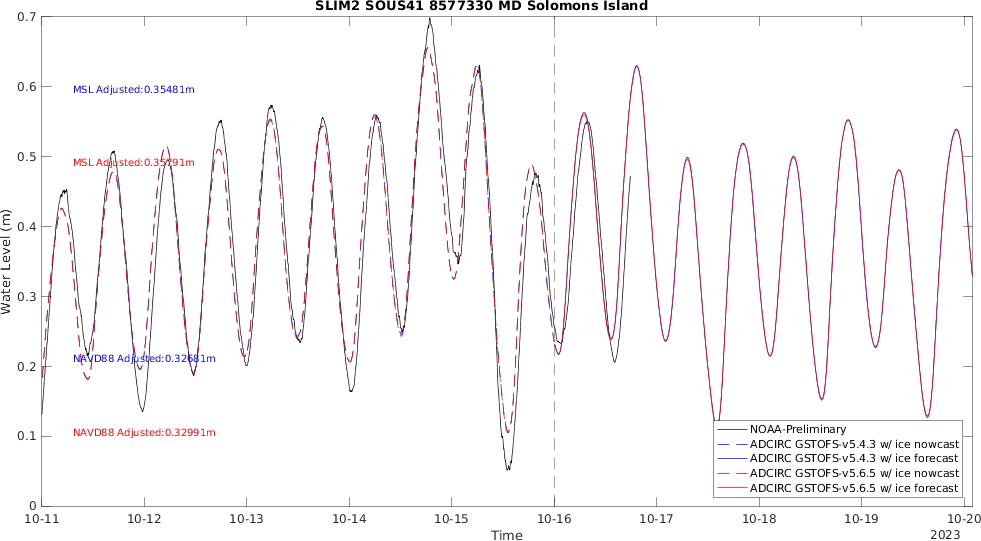 SLIM2 SOUS41 8577330 MD Solomons Island
0.7
0.6
0.5
0.4
0.3
0.2
0.1
0
Water Level (m)
MSL Adjusted:0.35481m
MSL Adjusted:0.35791m
NAVD88 Adjusted:0.32681m
NAVD88 Adjusted:0.32991m
NOAA-Preliminary
ADCIRC GSTOFS-v5.4.3 w/ ice nowcast
ADCIRC GSTOFS-v5.4.3 w/ ice forecast
ADCIRC GSTOFS-v5.6.5 w/ ice nowcast
ADCIRC GSTOFS-v5.6.5 w/ ice forecast
10-11 10-12 10-13 10-14 10-15 10-16 10-17 10-18 10-19 10-20
Time
2023